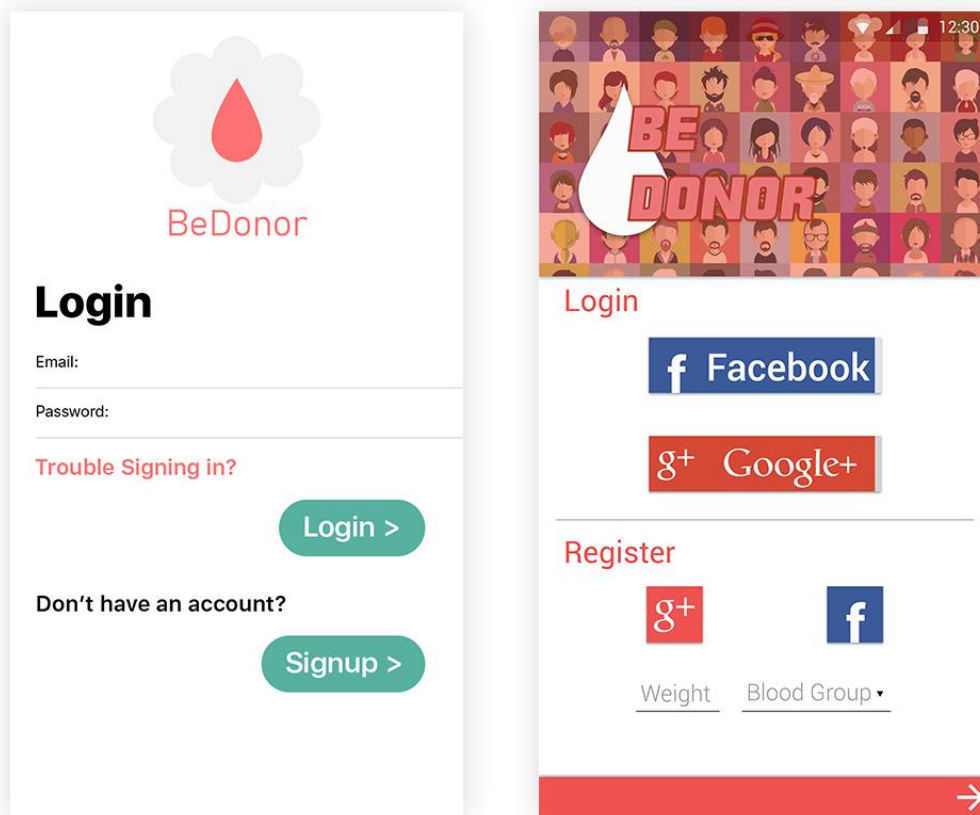 BeDonor
Login
Email:
Password:
Trouble Signing in?
Login >
Don't have an account?
Signup >
12:30
BE
DONOR
Login
f Facebook
g+ Google+
Register
g+ f
Weight Blood Group